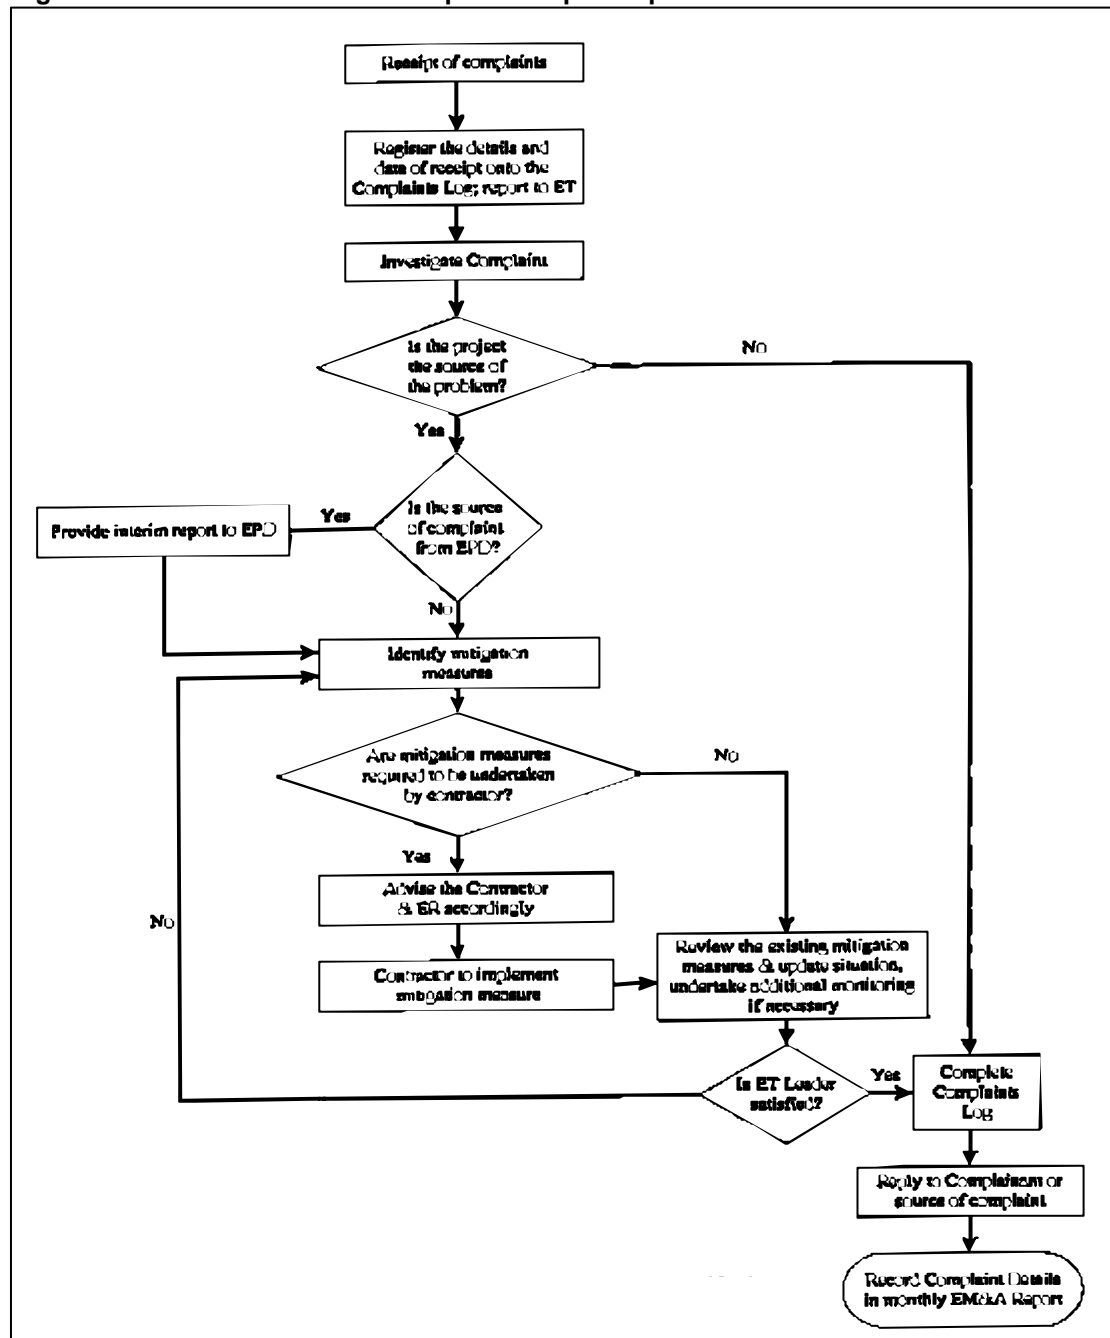 Receipt of complaints
Register the details and
date of receipt onto the
Complaints Log; report to ET
Investigate Complaint
Is the project
the source of
the problem?
No
Yes
Is the source
of complaint
from EPD?
Yes
Provide interim report to EPD
No
Identify mitigation
measures
Are mitigation measures
required to be undertaken
by contractor?
No
Yes
Advise the Contractor
& ER accordingly
No
Contractor to implement
mitigation measure
Review the existing mitigation
measures & update situation,
undertake additional monitoring
if necessary
Is ET Leader
satisfied?
Yes
Complete
Complaints
Log
Reply to Complainant or
source of complaint
Record Complaint Details
in monthly EM&A Report